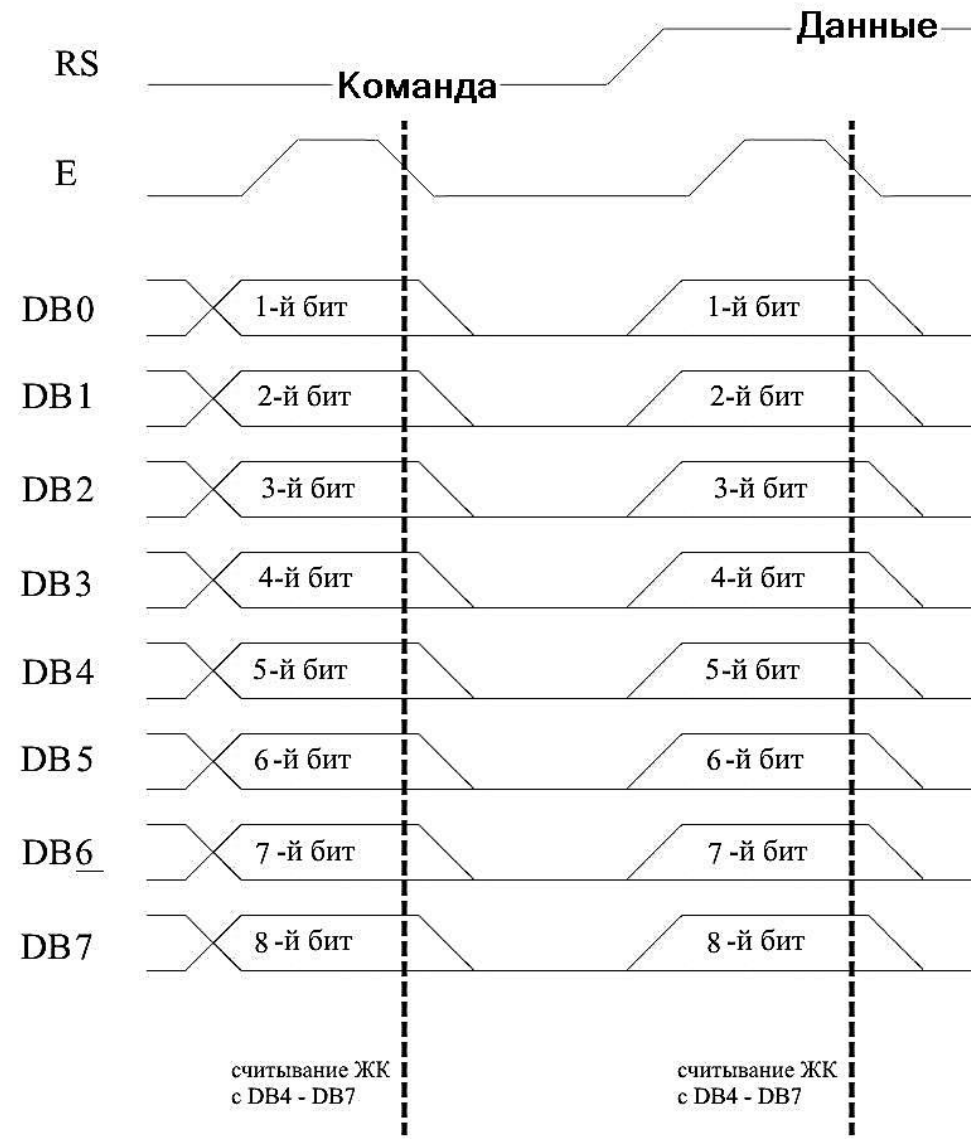 Данные
RS
Команда
E
DB0 1-й бит 1-й бит
DB1 2-й бит 2-й бит
DB2 3-й бит 3-й бит
DB3 4-й бит 4-й бит
DB4 5-й бит 5-й бит
DB5 6-й бит 6-й бит
DB6 7-й бит 7-й бит
DB7 8-й бит 8-й бит
считывание ЖК считывание ЖК
с DB4 - DB7 с DB4 - DB7